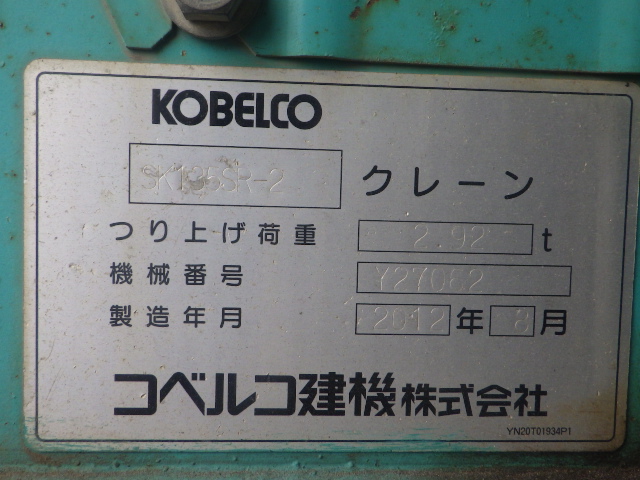 KOBELCO
SK135SR-2 クレーン
つり上げ荷重 2.92 t
機械番号
製造年月 2012 年 8 月
コベルコ建機株式会社
YN20T01934P1